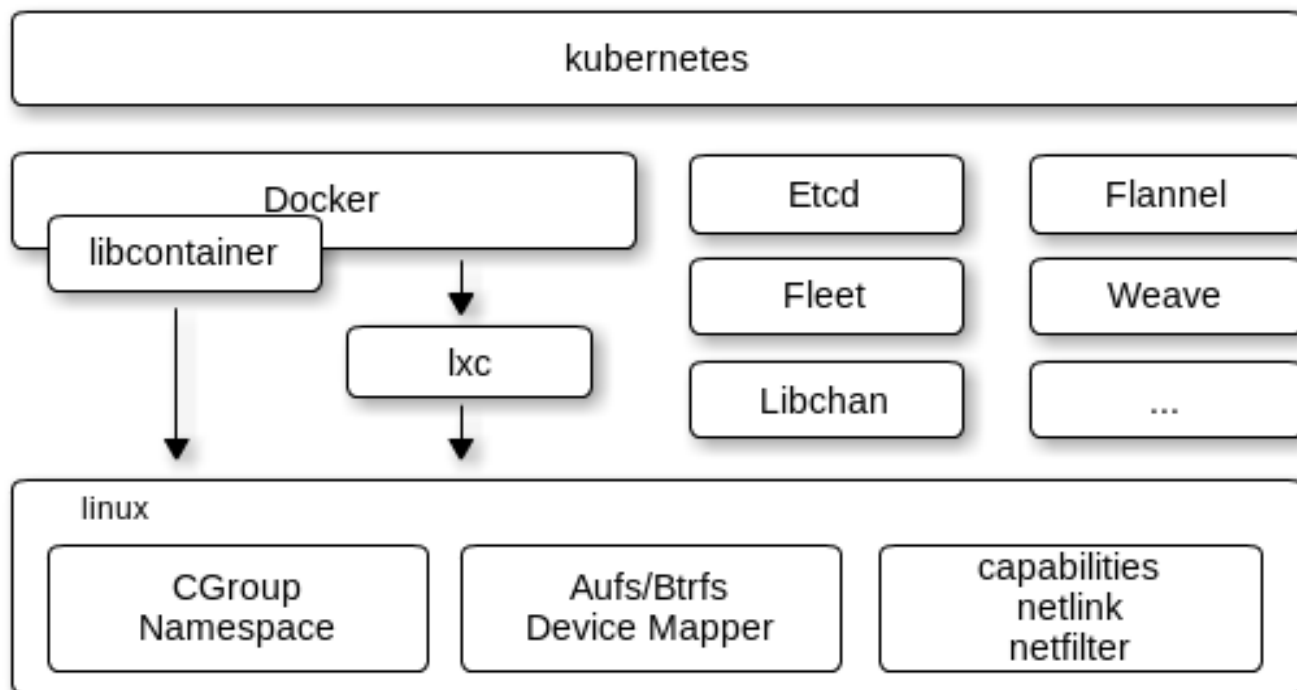 kubernetes
Docker
libcontainer
lxc
Etcd
Flannel
Fleet
Weave
Libchan
...
linux
CGroup
Namespace
Aufs/Btrfs
Device Mapper
capabilities
netlink
netfilter